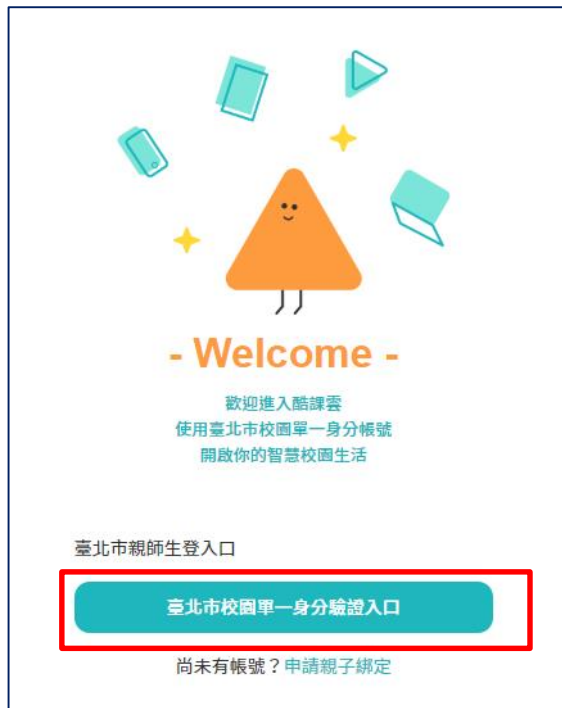 - Welcome -
歡迎進入酷課雲
使用臺北市校園單一身分帳號
開啟你的智慧校園生活
臺北市親師生登入口
臺北市校園單一身分驗證入口
尚未有帳號？申請親子綁定